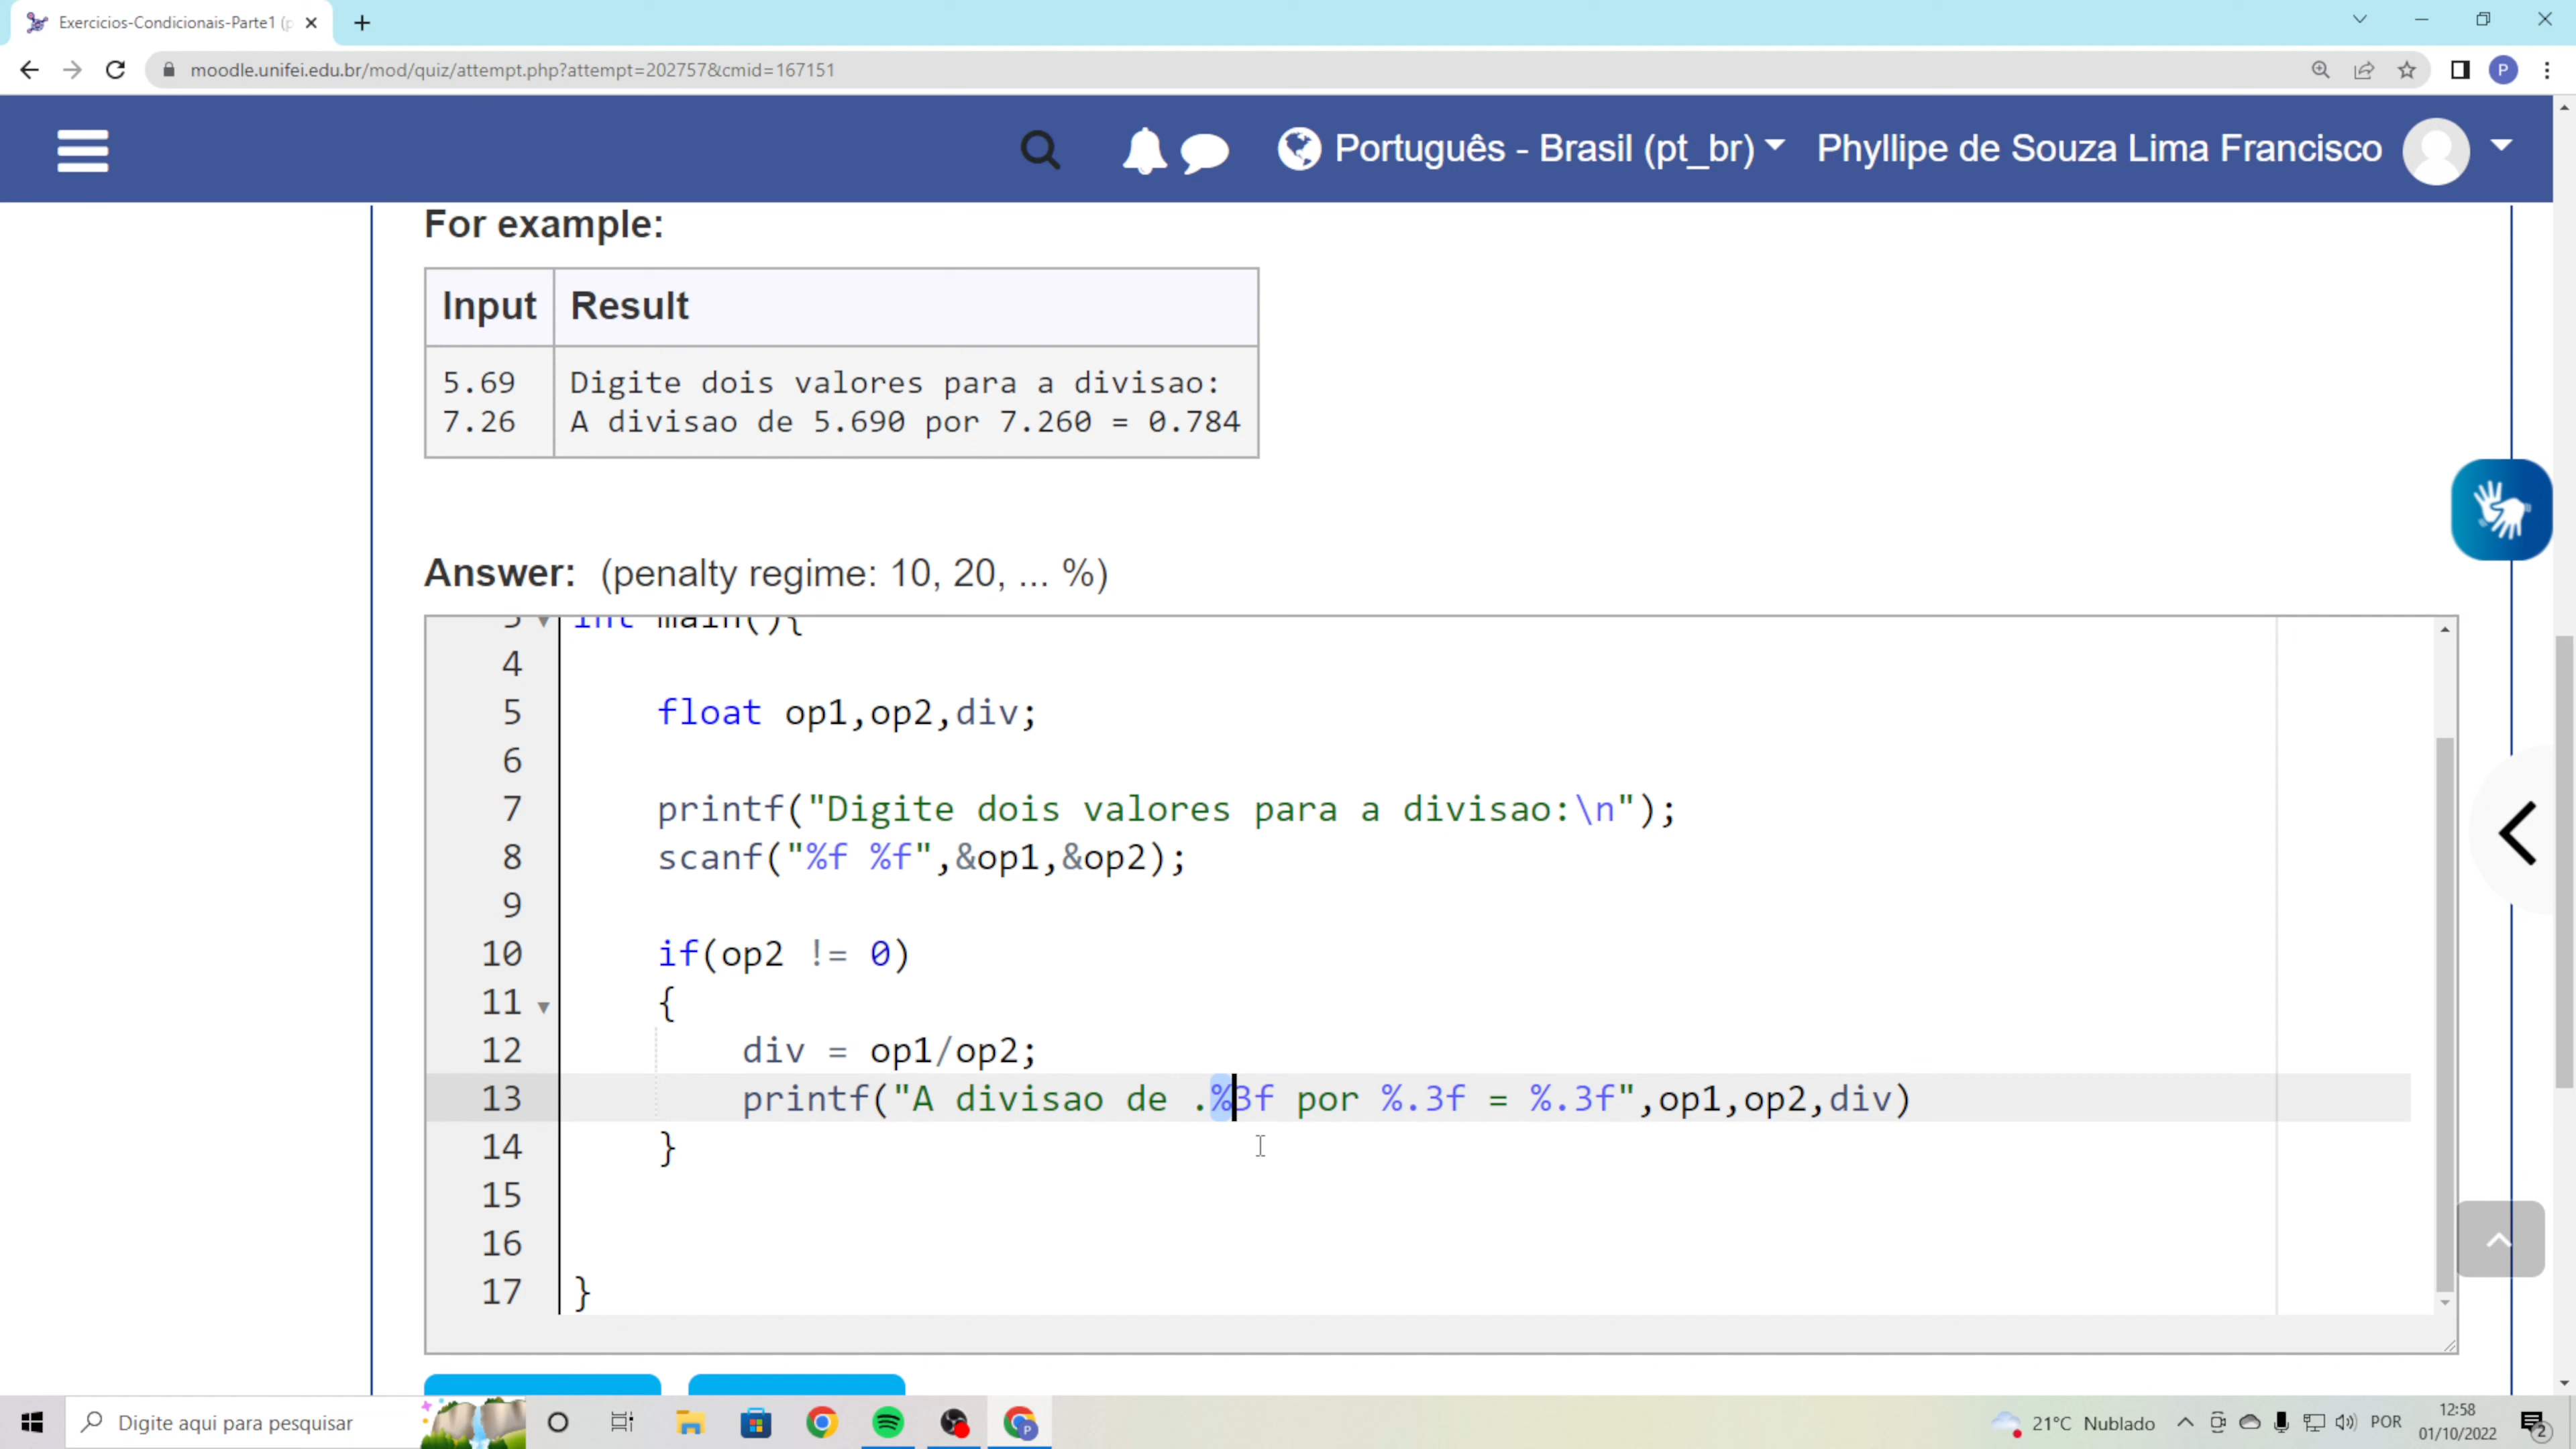 Exercicios-Condicionais-Parte1 (p
moodle.unifei.edu.br/mod/quiz/attempt.php?attempt=202757&cmid=167151
P
Português - Brasil (pt_br) Phyllipe de Souza Lima Francisco
For example:
Input Result
5.69 Digite dois valores para a divisao:
7.26 A divisao de 5.690 por 7.260 = 0.784
Answer: (penalty regime: 10, 20, ... %)
3 int main(){
4
5 float op1,op2,div;
6
7 printf("Digite dois valores para a divisao:\n");
8 scanf("%f %f",&op1,&op2);
9
10 if(op2 != 0)
11 {
12 div = op1/op2;
13 printf("A divisao de .%3f por %.3f = %.3f",op1,op2,div)
14 }
15
16
17 }
Digite aqui para pesquisar
P
21°C Nublado
POR
12:58
01/10/2022
2